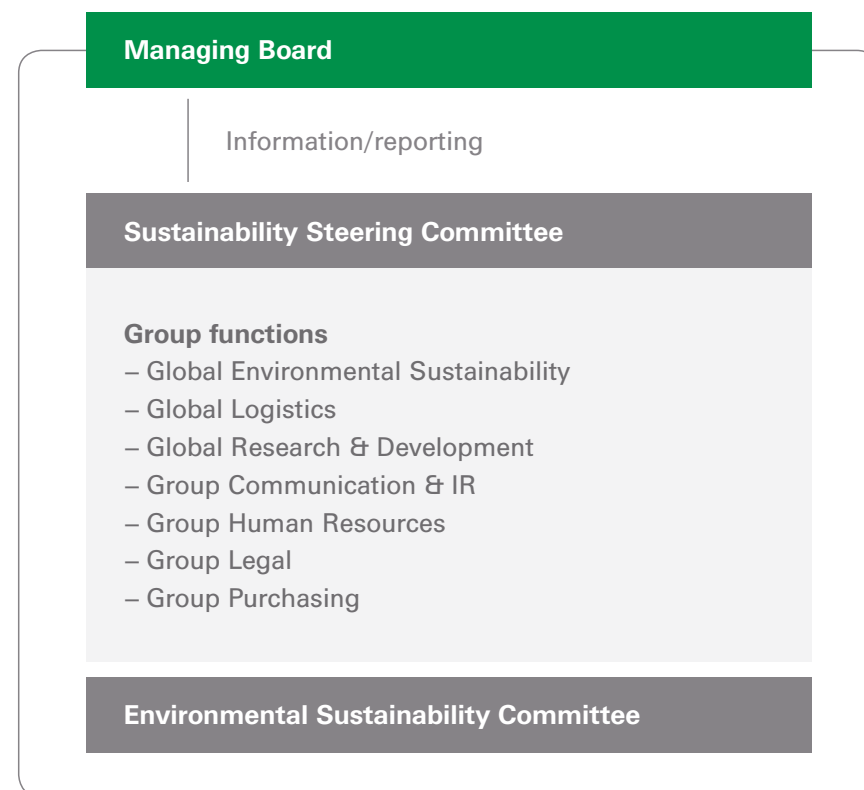 Managing Board
Information/reporting
Sustainability Steering Committee
Group functions
– Global Environmental Sustainability
– Global Logistics
– Global Research & Development
– Group Communication & IR
– Group Human Resources
– Group Legal
– Group Purchasing
Environmental Sustainability Committee